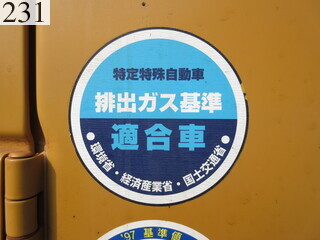 231
特定特殊自動車
排出ガス基準
適合車
・環境省・経済産業省・国土交通省・
'97 基準値